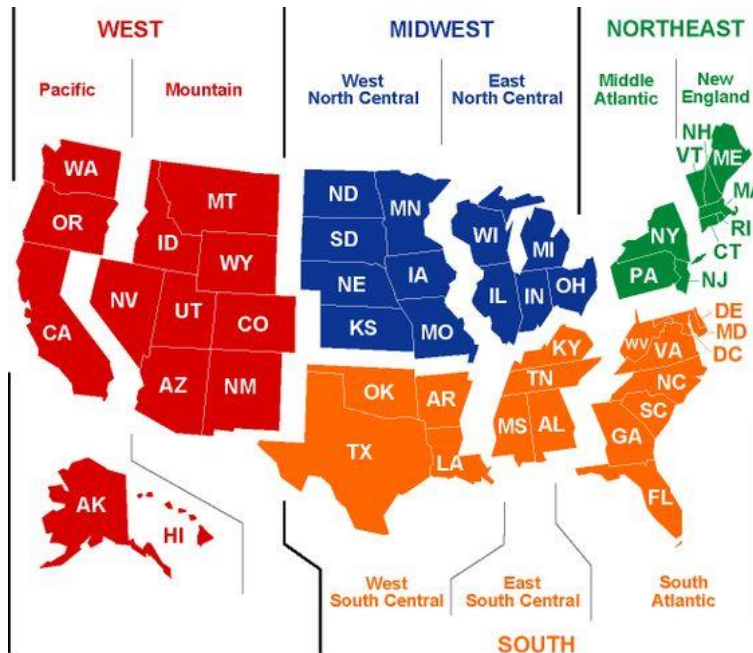 WEST
MIDWEST
NORTHEAST
Pacific
Mountain
West
North Central
East
North Central
Middle
Atlantic
New
England
WA
OR
CA
MT
ID
WY
NV
UT
CO
AZ
NM
AK
HI
ND
SD
NE
KS
MN
IA
MO
WI
MI
IL
IN
OH
NH
VT
ME
MA
RI
CT
NY
PA
NJ
OK
TX
AR
LA
KY
TN
MS
AL
DE
MD
DC
WV
VA
NC
SC
GA
FL
West
South Central
East
South Central
South
Atlantic
SOUTH